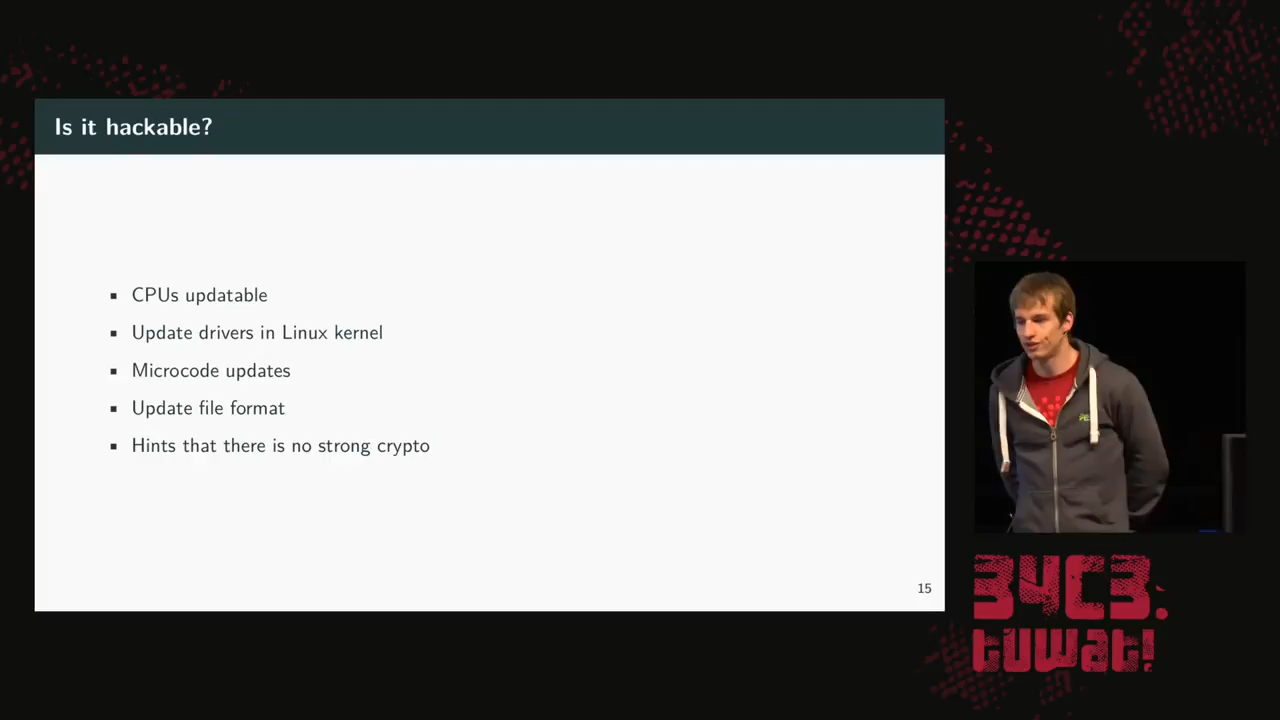 Is it hackable?
CPUs updatable
Update drivers in Linux kernel
Microcode updates
Update file format
Hints that there is no strong crypto
15
34C3.
tuwat!